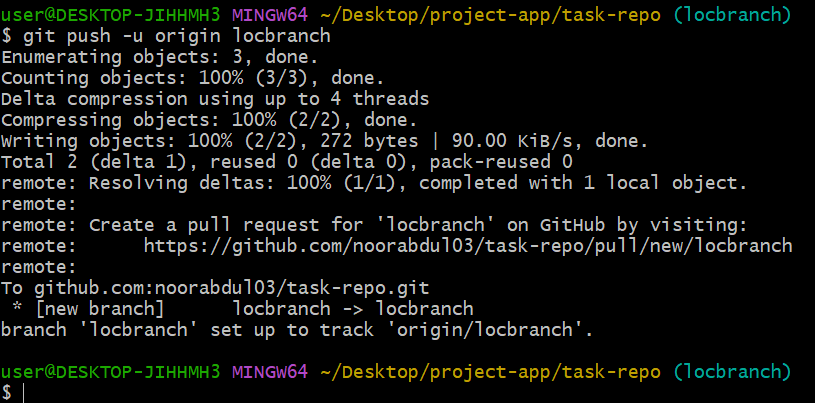 user@DESKTOP-JIHHMH3 MINGW64 ~/Desktop/project-app/task-repo (locbranch)
$ git push -u origin locbranch
Enumerating objects: 3, done.
Counting objects: 100% (3/3), done.
Delta compression using up to 4 threads
Compressing objects: 100% (2/2), done.
Writing objects: 100% (2/2), 272 bytes | 90.00 KiB/s, done.
Total 2 (delta 1), reused 0 (delta 0), pack-reused 0
remote: Resolving deltas: 100% (1/1), completed with 1 local object.
remote:
remote: Create a pull request for 'locbranch' on GitHub by visiting:
remote:      https://github.com/noorabdul03/task-repo/pull/new/locbranch
remote:
To github.com:noorabdul03/task-repo.git
 * [new branch]      locbranch -> locbranch
branch 'locbranch' set up to track 'origin/locbranch'.
user@DESKTOP-JIHHMH3 MINGW64 ~/Desktop/project-app/task-repo (locbranch)
$